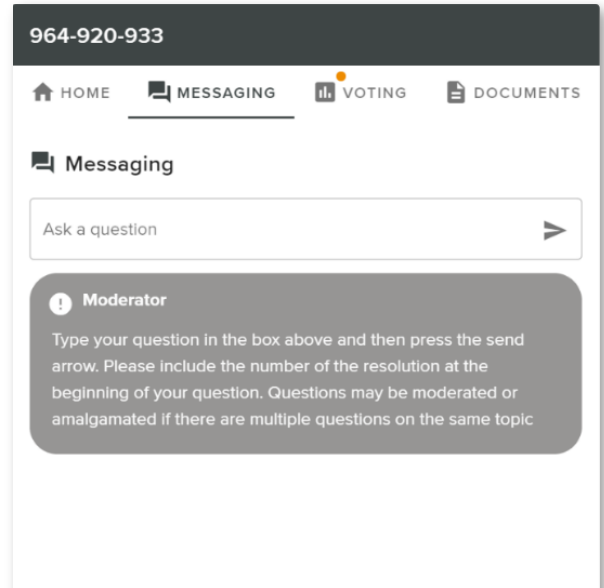 964-920-933
HOME MESSAGING VOTING DOCUMENTS
Messaging
Ask a question
Moderator
Type your question in the box above and then press the send
arrow. Please include the number of the resolution at the
beginning of your question. Questions may be moderated or
amalgamated if there are multiple questions on the same topic